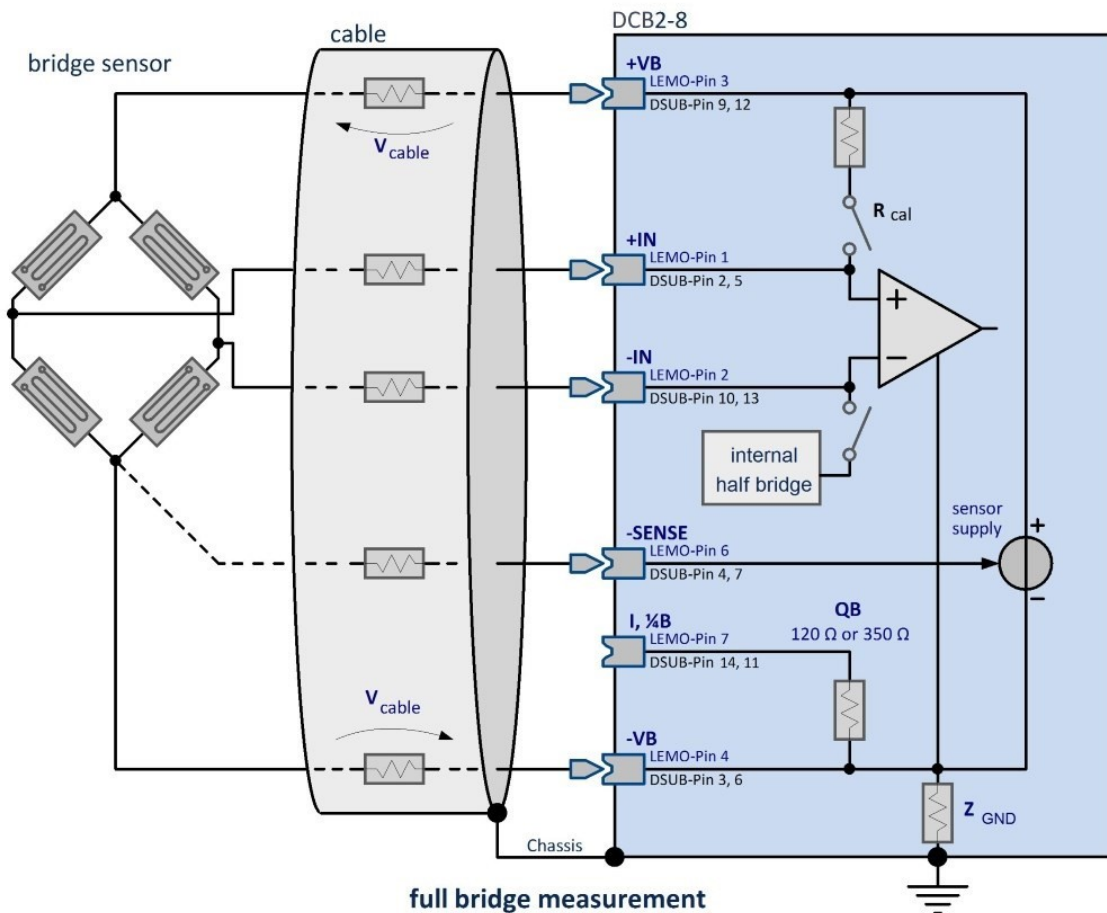 DCB2-8
cable
bridge sensor
+VB
LEMO-Pin 3
DSUB-Pin 9, 12
V cable
R cal
+IN
LEMO-Pin 1
DSUB-Pin 2, 5
+
-IN
LEMO-Pin 2
DSUB-Pin 10, 13
−
internal
half bridge
sensor
supply
+
−
-SENSE
LEMO-Pin 6
DSUB-Pin 4, 7
I, ¼B
LEMO-Pin 7
DSUB-Pin 14, 11
QB
120 Ω or 350 Ω
V cable
-VB
LEMO-Pin 4
DSUB-Pin 3, 6
Z GND
Chassis
full bridge measurement